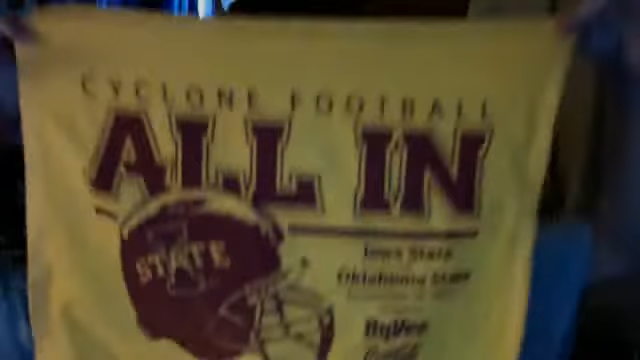 CYCLONE FOOTBALL
ALL IN
STATE
Iowa State
Oklahoma State
HyVee